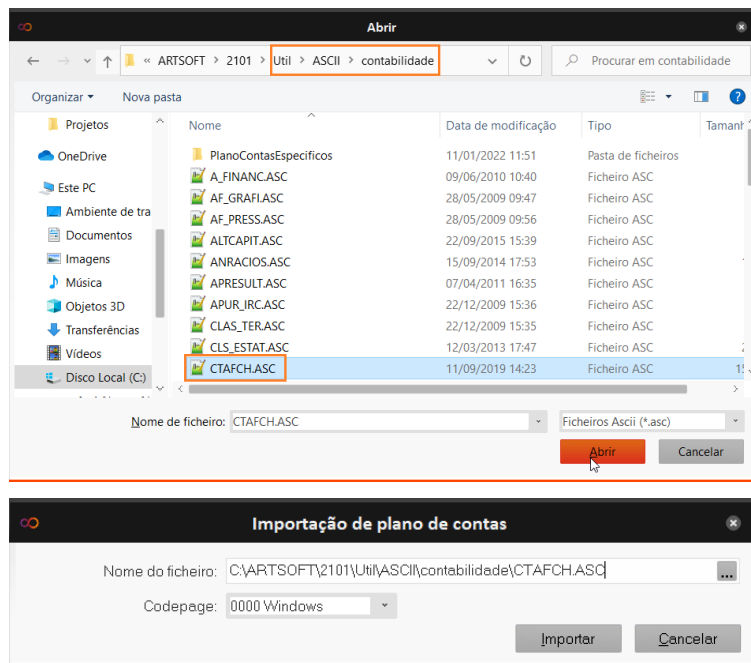 Abrir
« ARTSOFT > 2101 > Util > ASCII > contabilidade
Procurar em contabilidade
Organizar Nova pasta
Projetos
OneDrive
Este PC
Ambiente de tra
Documentos
Imagens
Música
Objetos 3D
Transferências
Vídeos
Disco Local (C:)
Nome Data de modificação Tipo Tamanh
PlanoContasEspecificos 11/01/2022 11:51 Pasta de ficheiros
A_FINANC.ASC 09/06/2010 10:40 Ficheiro ASC
AF_GRAFI.ASC 28/05/2009 09:47 Ficheiro ASC
AF_PRESS.ASC 28/05/2009 09:56 Ficheiro ASC
ALTCAPIT.ASC 22/09/2015 15:39 Ficheiro ASC
ANRACIOS.ASC 15/09/2014 17:53 Ficheiro ASC
APRESULT.ASC 07/04/2011 16:35 Ficheiro ASC
APUR_IRC.ASC 22/12/2009 15:36 Ficheiro ASC
CLAS_TER.ASC 22/12/2009 15:35 Ficheiro ASC
CLS_ESTAT.ASC 12/03/2013 17:47 Ficheiro ASC
CTAFCH.ASC 11/09/2019 14:23 Ficheiro ASC
Nome de ficheiro: CTAFCH.ASC Ficheiros Ascii (*.asc)
Abrir Cancelar
Importação de plano de contas
Nome do ficheiro: C:\ARTSOFT\2101\Util\ASCII\contabilidade\CTAFCH.ASC ...
Codepage: 0000 Windows
Importar Cancelar